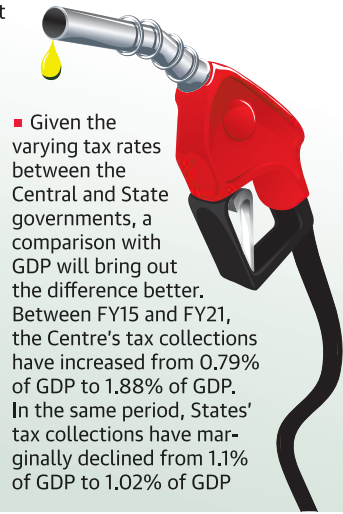 t
▪ Given the
varying tax rates
between the
Central and State
governments, a
comparison with
GDP will bring out
the difference better.
Between FY15 and FY21,
the Centre’s tax collections
have increased from 0.79%
of GDP to 1.88% of GDP.
In the same period, States’
tax collections have mar-
ginally declined from 1.1%
of GDP to 1.02% of GDP